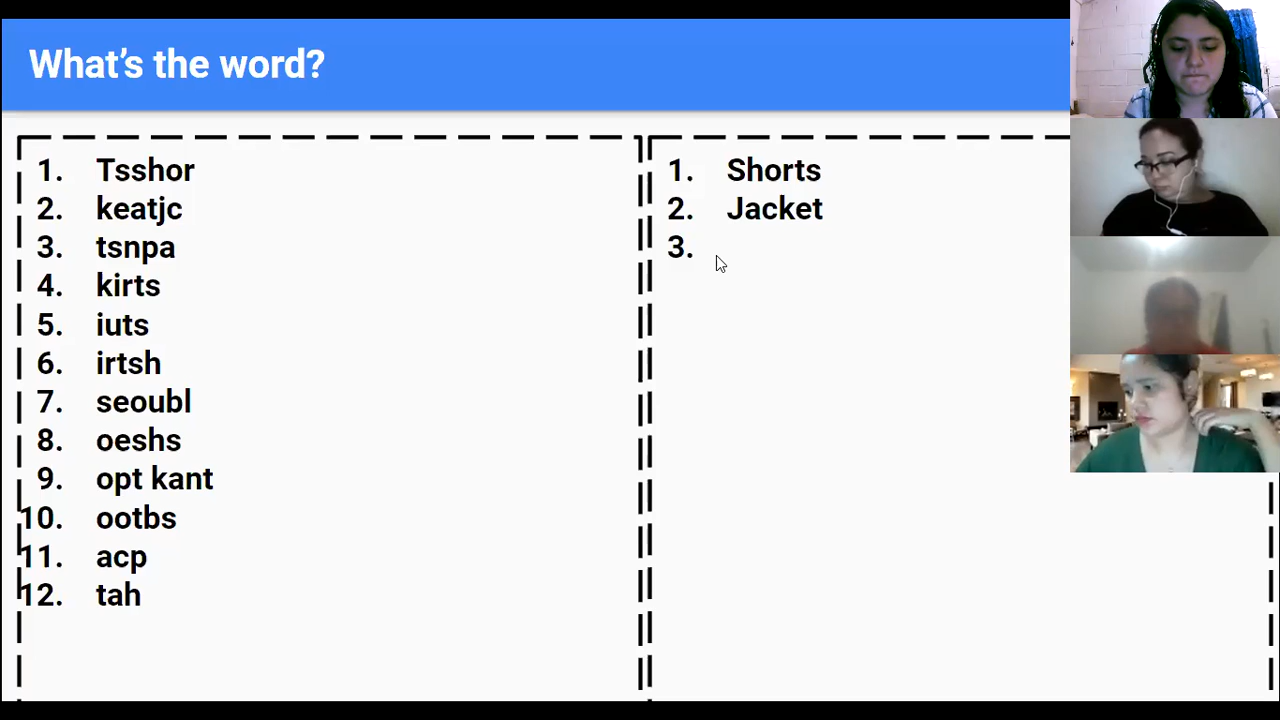 What's the word?
1. Tsshor
2. keatjc
3. tsnpa
4. kirts
5. iuts
6. irtsh
7. seoubl
8. oeshs
9. opt kant
10. ootbs
11. acp
12. tah
1. Shorts
2. Jacket
3.